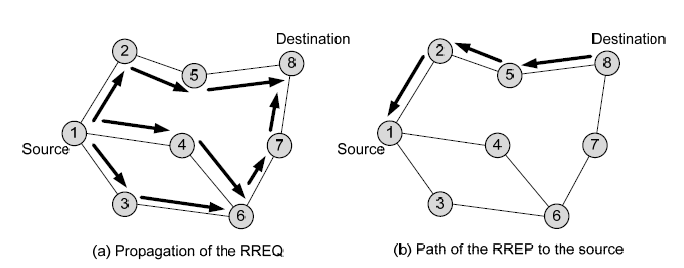 Destination
2
5
8
1
Source
4
7
3
6
(a) Propagation of the RREQ
Destination
2
5
8
1
Source
4
7
3
6
(b) Path of the RREP to the source